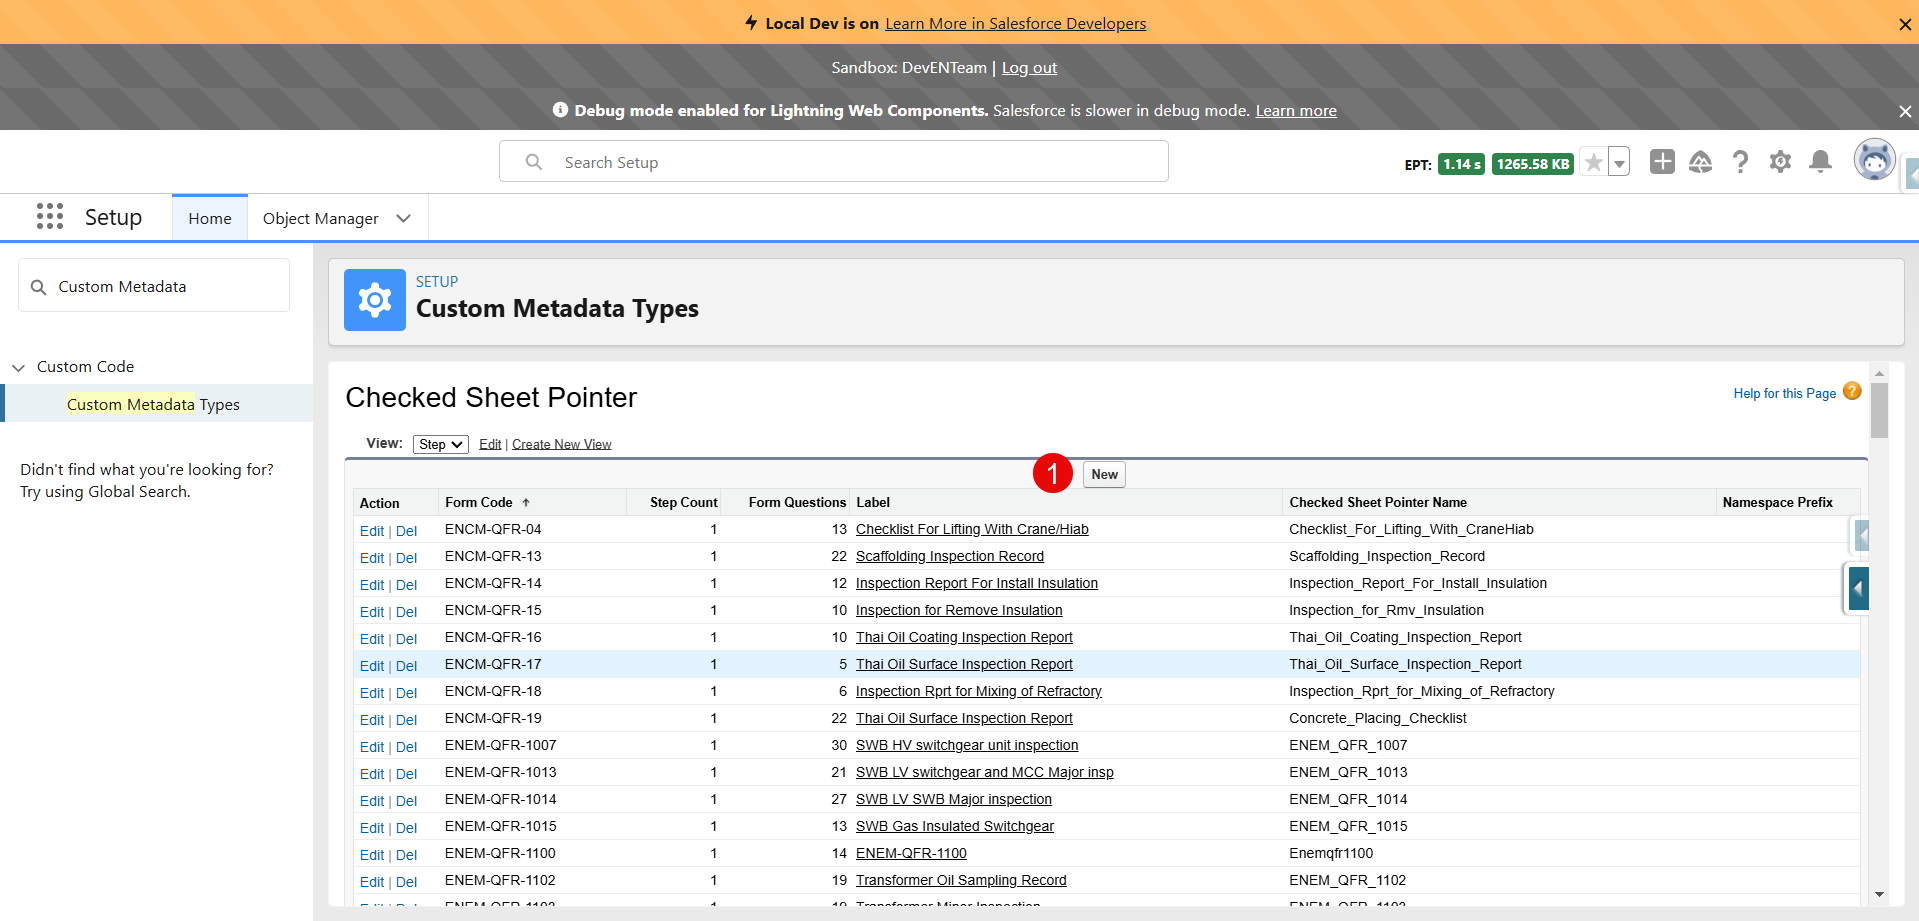 Local Dev is on Learn More in Salesforce Developers
Sandbox: DevENTeam | Log out
Debug mode enabled for Lightning Web Components. Salesforce is slower in debug mode. Learn more
Search Setup
EPT: 1.14 s 1265.58 KB
Setup Home Object Manager
Custom Metadata
Custom Code
Custom Metadata Types
Didn't find what you're looking for?
Try using Global Search.
SETUP
Custom Metadata Types
Checked Sheet Pointer
Help for this Page ?
View: Step Edit | Create New View
1 New
Action Form Code Step Count Form Questions Label Checked Sheet Pointer Name Namespace Prefix
Edit | Del ENCM-QFR-04 1 13 Checklist For Lifting With Crane/Hiab Checklist_For_Lifting_With_CraneHiab
Edit | Del ENCM-QFR-13 1 22 Scaffolding Inspection Record Scaffolding_Inspection_Record
Edit | Del ENCM-QFR-14 1 12 Inspection Report For Install Insulation Inspection_Report_For_Install_Insulation
Edit | Del ENCM-QFR-15 1 10 Inspection for Remove Insulation Inspection_for_Rmv_Insulation
Edit | Del ENCM-QFR-16 1 10 Thai Oil Coating Inspection Report Thai_Oil_Coating_Inspection_Report
Edit | Del ENCM-QFR-17 1 5 Thai Oil Surface Inspection Report Thai_Oil_Surface_Inspection_Report
Edit | Del ENCM-QFR-18 1 6 Inspection Rprt for Mixing of Refractory Inspection_Rprt_for_Mixing_of_Refractory
Edit | Del ENCM-QFR-19 1 22 Thai Oil Surface Inspection Report Concrete_Placing_Checklist
Edit | Del ENEM-QFR-1007 1 30 SWB HV switchgear unit inspection ENEM_QFR_1007
Edit | Del ENEM-QFR-1013 1 21 SWB LV switchgear and MCC Major insp ENEM_QFR_1013
Edit | Del ENEM-QFR-1014 1 27 SWB LV SWB Major inspection ENEM_QFR_1014
Edit | Del ENEM-QFR-1015 1 13 SWB Gas Insulated Switchgear ENEM_QFR_1015
Edit | Del ENEM-QFR-1100 1 14 ENEM-QFR-1100 Enemqfr1100
Edit | Del ENEM-QFR-1102 1 19 Transformer Oil Sampling Record ENEM_QFR_1102